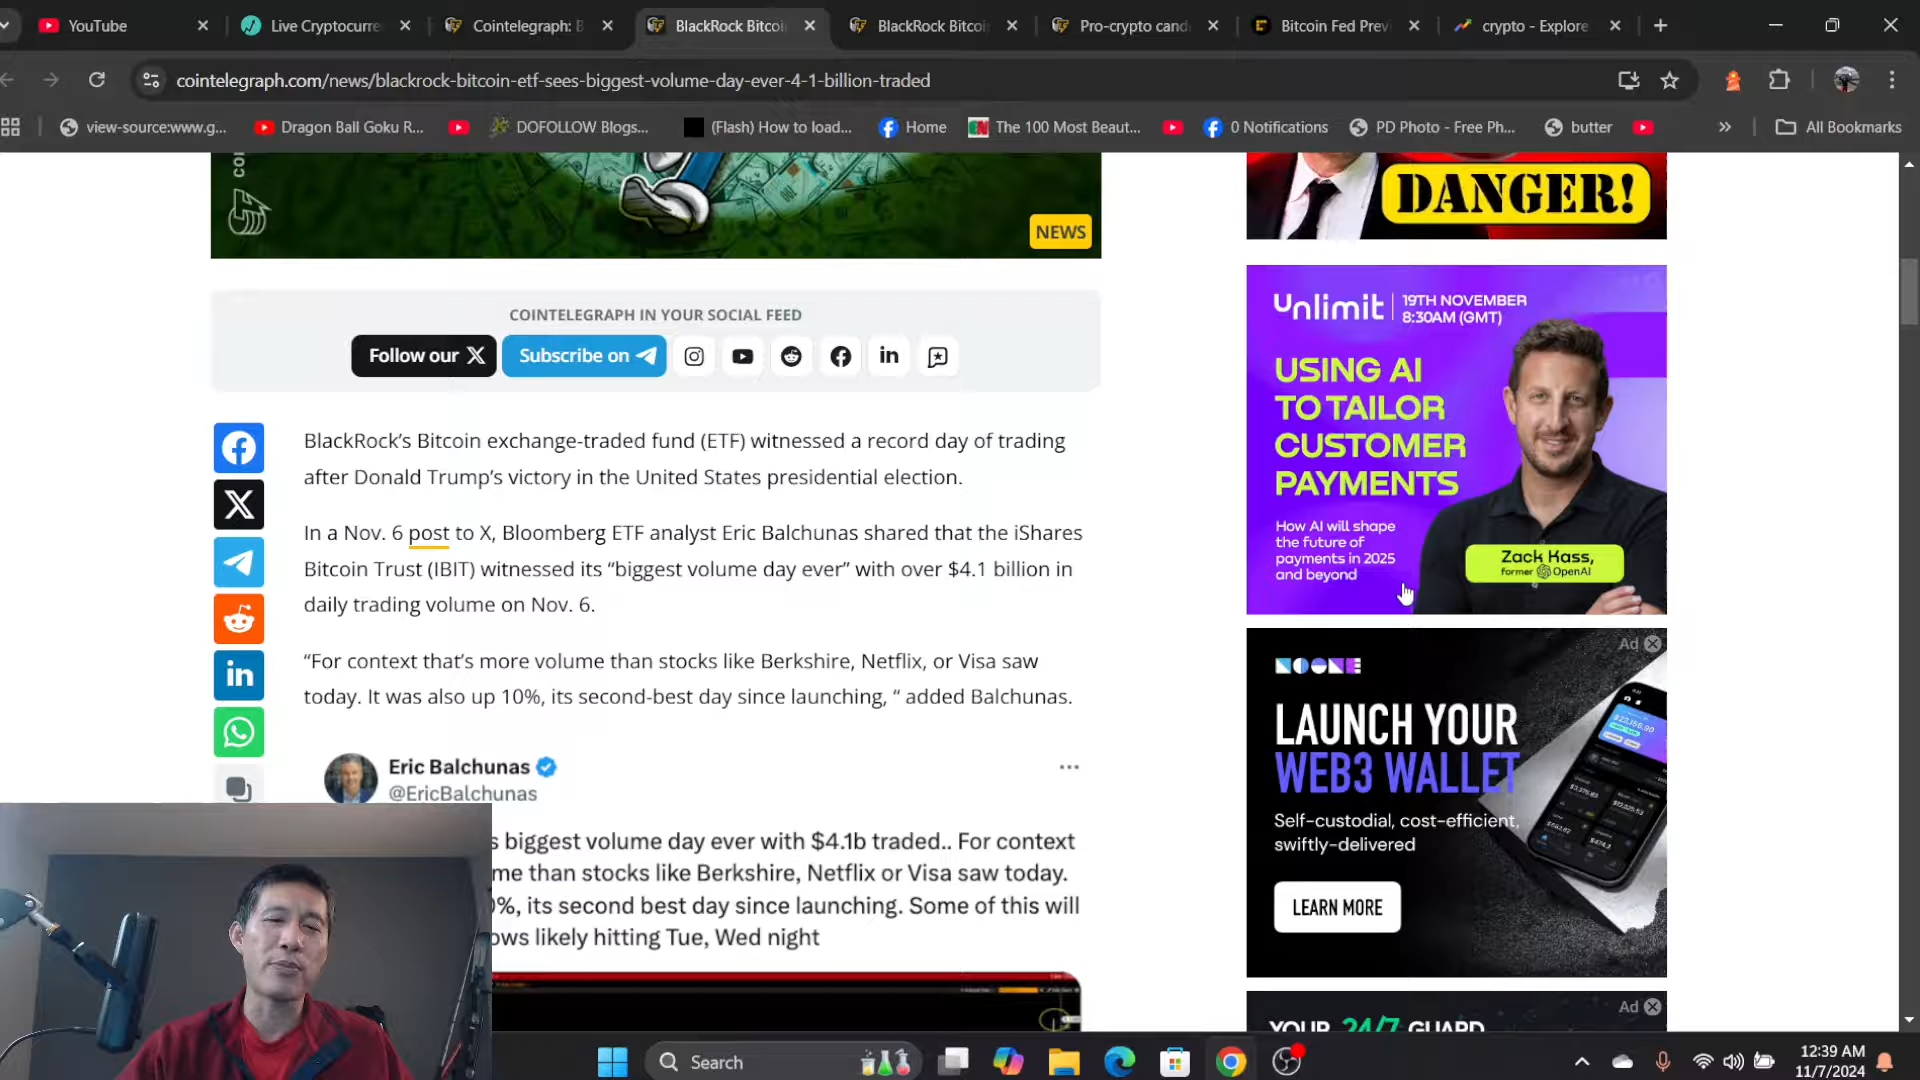 YouTube
Live Cryptocurre
Cointelegraph: B
BlackRock Bitcoi
BlackRock Bitcoi
Pro-crypto cand
Bitcoin Fed Prev
crypto - Explore
cointelegraph.com/news/blackrock-bitcoin-etf-sees-biggest-volume-day-ever-4-1-billion-traded
view-source:www.g...
Dragon Ball Goku R...
DOFOLLOW Blogs...
(Flash) How to load...
Home
The 100 Most Beaut...
0 Notifications
PD Photo - Free Ph...
butter
All Bookmarks
NEWS
DANGER!
COINTELEGRAPH IN YOUR SOCIAL FEED
Follow our X
Subscribe on
BlackRock’s Bitcoin exchange-traded fund (ETF) witnessed a record day of trading
after Donald Trump’s victory in the United States presidential election.
In a Nov. 6 post to X, Bloomberg ETF analyst Eric Balchunas shared that the iShares
Bitcoin Trust (IBIT) witnessed its “biggest volume day ever” with over $4.1 billion in
daily trading volume on Nov. 6.
“For context that’s more volume than stocks like Berkshire, Netflix, or Visa saw
today. It was also up 10%, its second-best day since launching, “ added Balchunas.
Eric Balchunas
@EricBalchunas
s biggest volume day ever with $4.1b traded.. For context
me than stocks like Berkshire, Netflix or Visa saw today.
0%, its second best day since launching. Some of this will
ows likely hitting Tue, Wed night
Unlimit
19TH NOVEMBER
8:30AM (GMT)
USING AI
TO TAILOR
CUSTOMER
PAYMENTS
How AI will shape
the future of
payments in 2025
and beyond
Zack Kass,
former OpenAI
Ad
NOONE
LAUNCH YOUR
WEB3 WALLET
Self-custodial, cost-efficient,
swiftly-delivered
LEARN MORE
Ad
YOUR 24/7 GUARD
Search
12:39 AM
11/7/2024